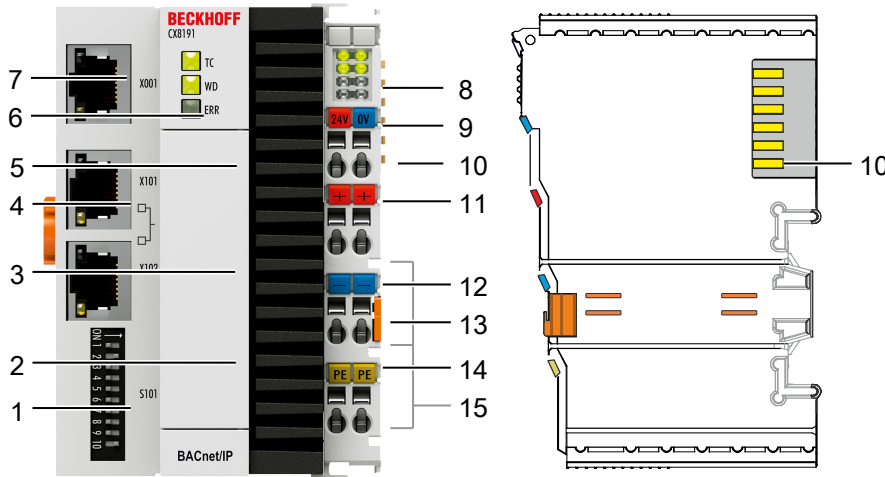 BECKHOFF
CX8191
TC
WD
ERR
X001
X101
X102
S101
ON
1
2
3
4
5
6
7
8
9
10
BACnet/IP
24V 0V
+ +
− −
PE PE
7
6
5
4
3
2
1
8
9
10
11
12
13
14
15
10